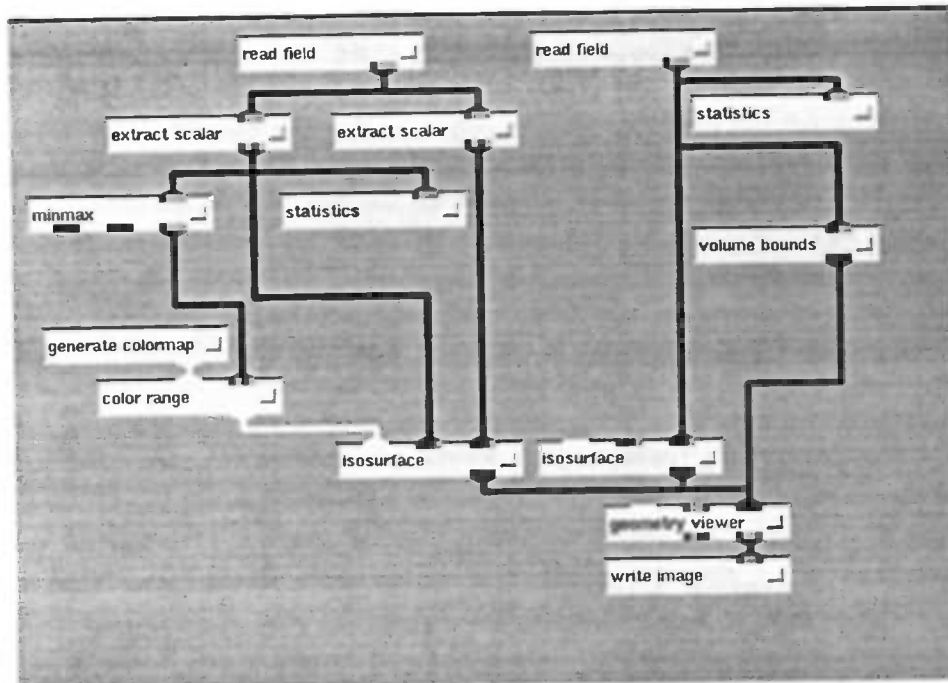 read field
read field
statistics
extract scalar
extract scalar
minmax
statistics
volume bounds
generate colormap
color range
isosurface
isosurface
geometry viewer
write image